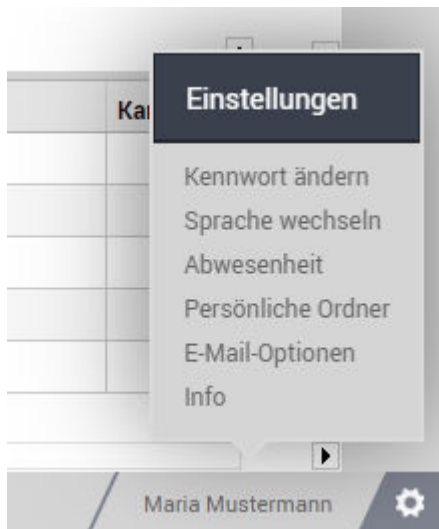 Einstellungen
Kennwort ändern
Sprache wechseln
Abwesenheit
Persönliche Ordner
E-Mail-Optionen
Info
Maria Mustermann